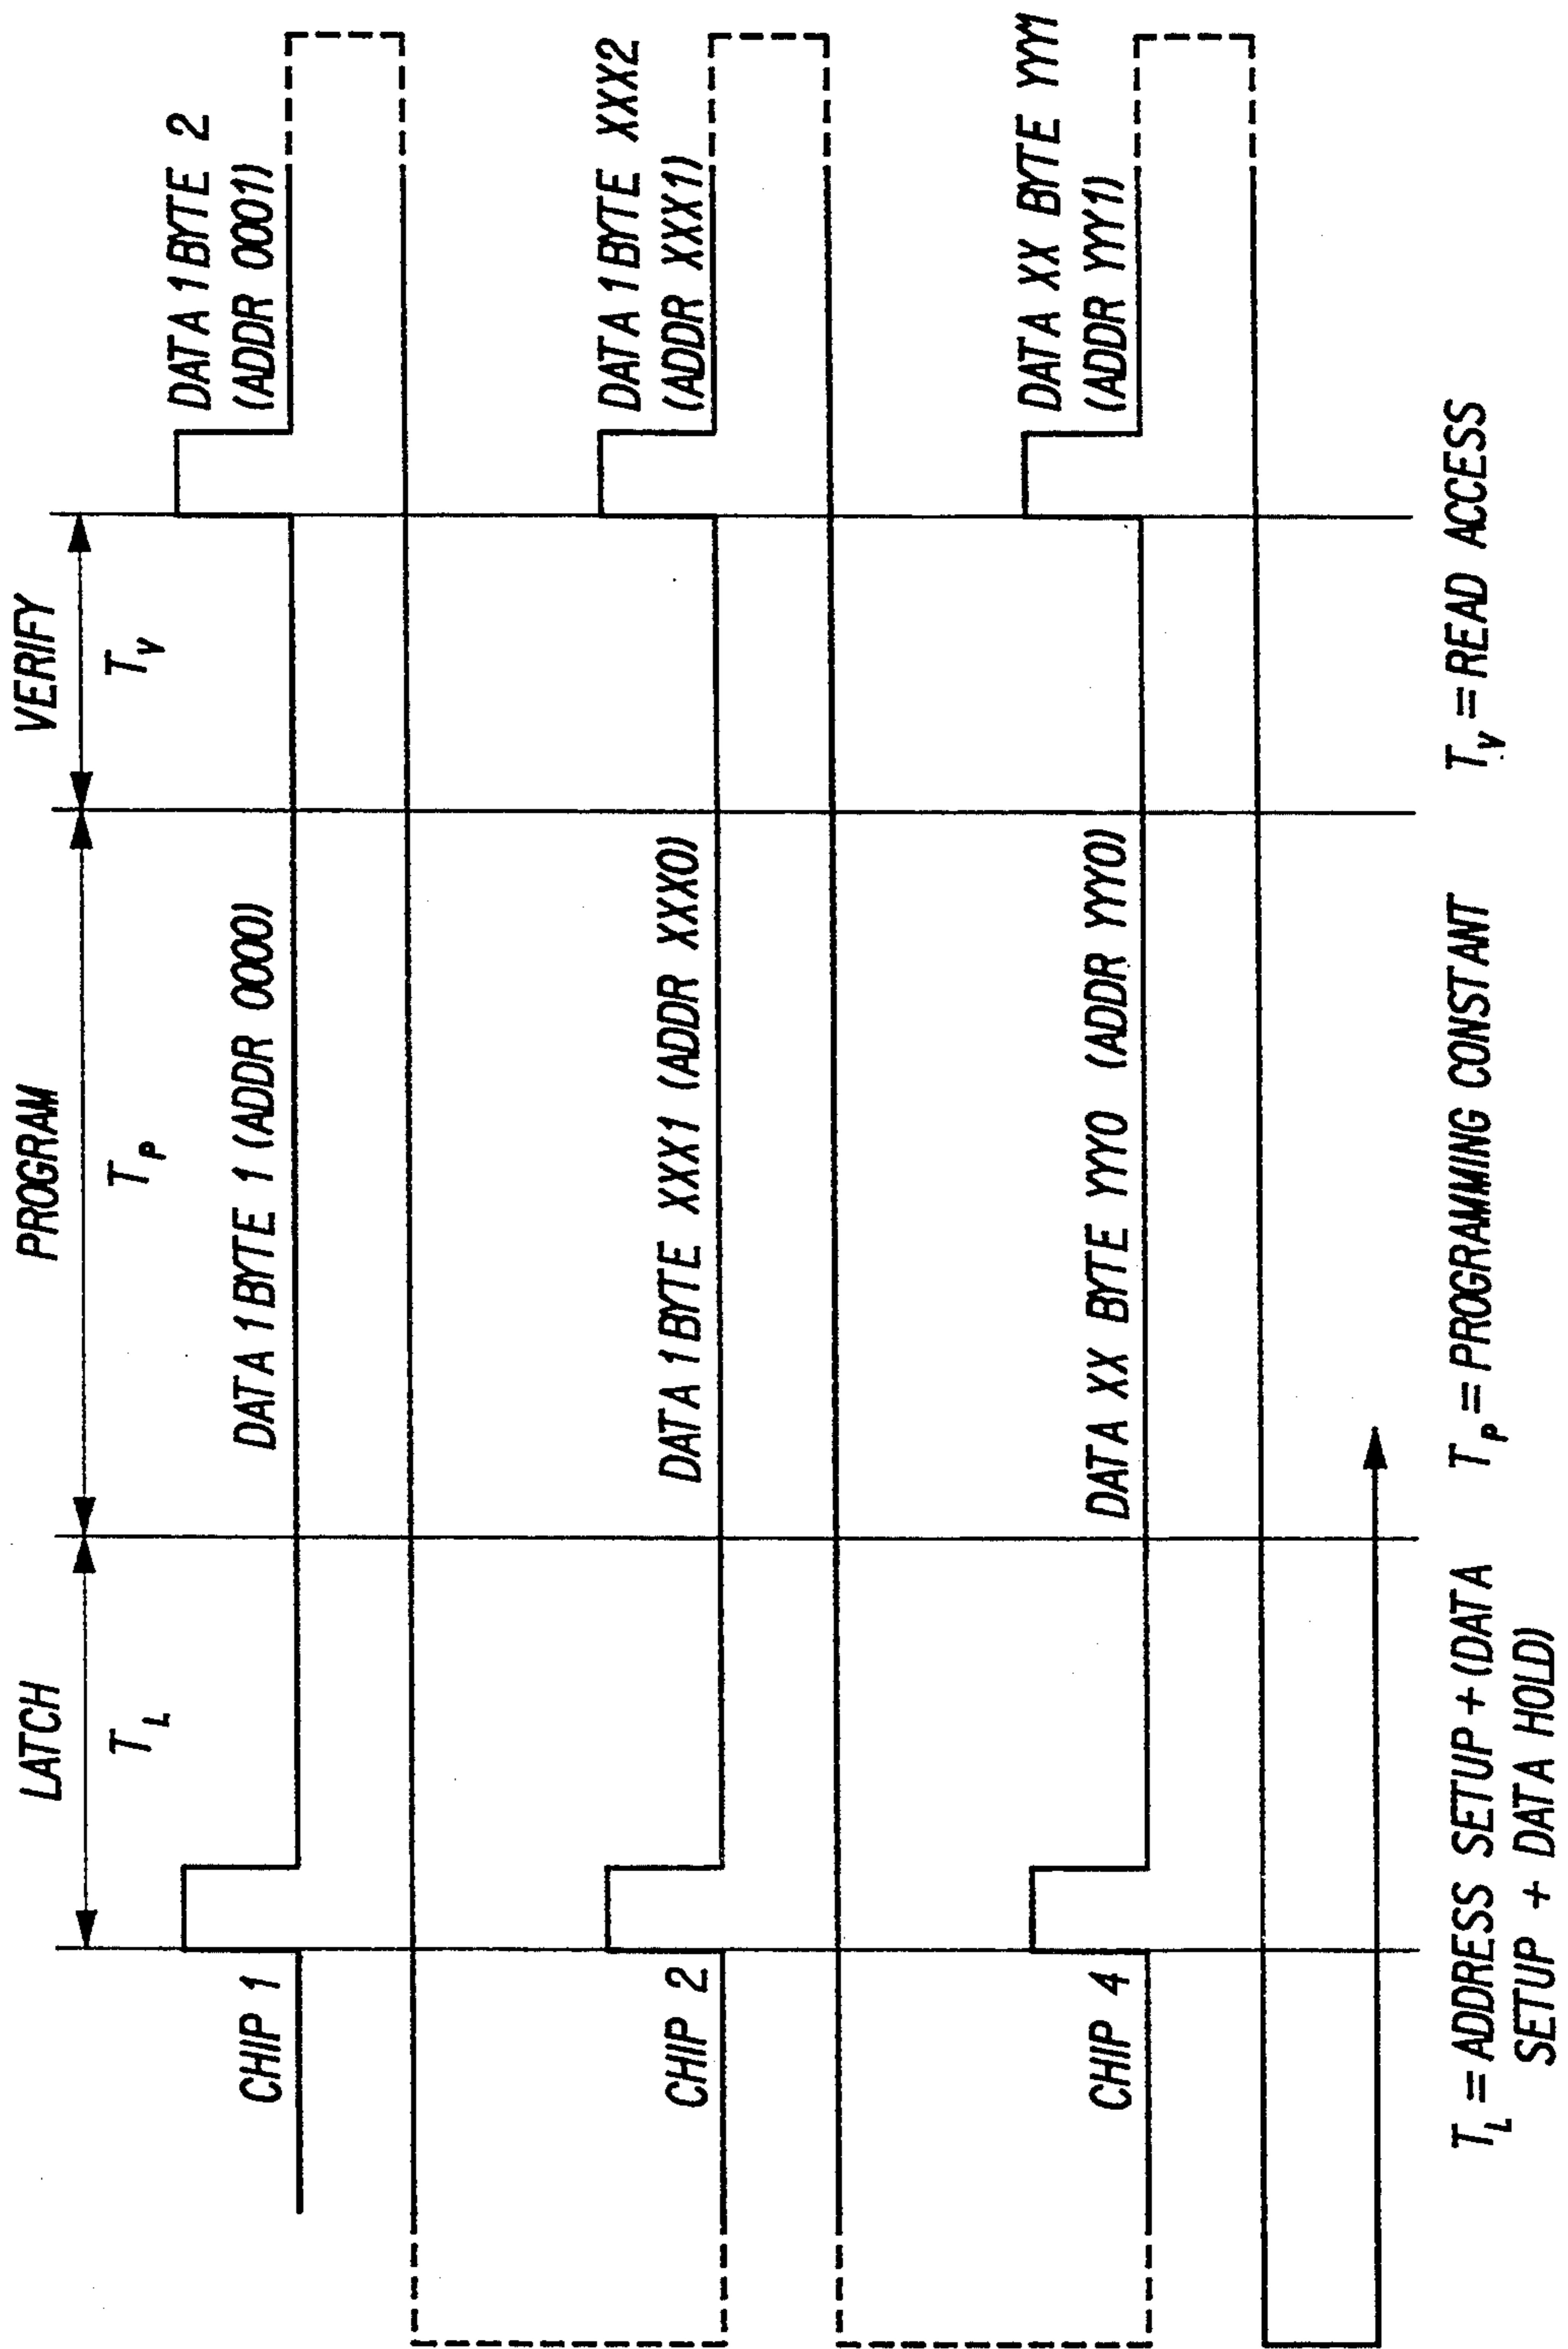 LATCH
PROGRAM
VERIFY
T_L
T_P
T_V
CHIP 1
DATA 1 BYTE 1 (ADDR 0000)
DATA 1 BYTE 2
(ADDR 0001)
CHIP 2
DATA 1 BYTE XXX1 (ADDR XXX0)
DATA 1 BYTE XXX2
(ADDR XXX1)
CHIP 4
DATA XX BYTE YYY0 (ADDR YYY0)
DATA XX BYTE YYY1
(ADDR YYY1)
T_L = ADDRESS SETUP + (DATA
SETUP + DATA HOLD)
T_P = PROGRAMMING CONSTANT
T_V = READ ACCESS